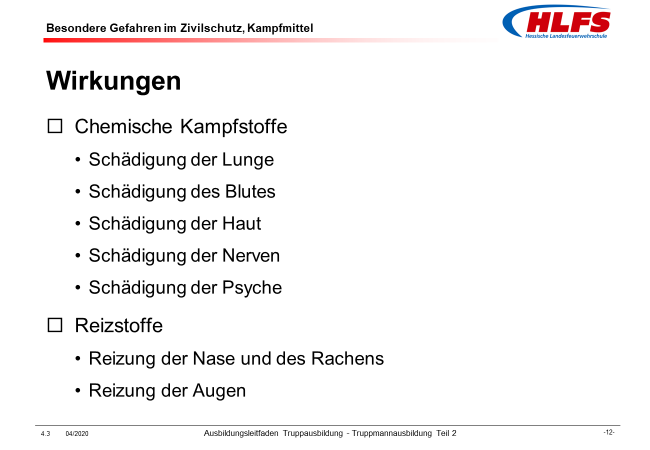 Besondere Gefahren im Zivilschutz, Kampfmittel
HLFS
Hessische Landesfeuerwehrschule
Wirkungen
Chemische Kampfstoffe
• Schädigung der Lunge
• Schädigung des Blutes
• Schädigung der Haut
• Schädigung der Nerven
• Schädigung der Psyche
Reizstoffe
• Reizung der Nase und des Rachens
• Reizung der Augen
4.3 04/2020 Ausbildungsleitfaden Truppausbildung - Truppmannausbildung Teil 2 -12-